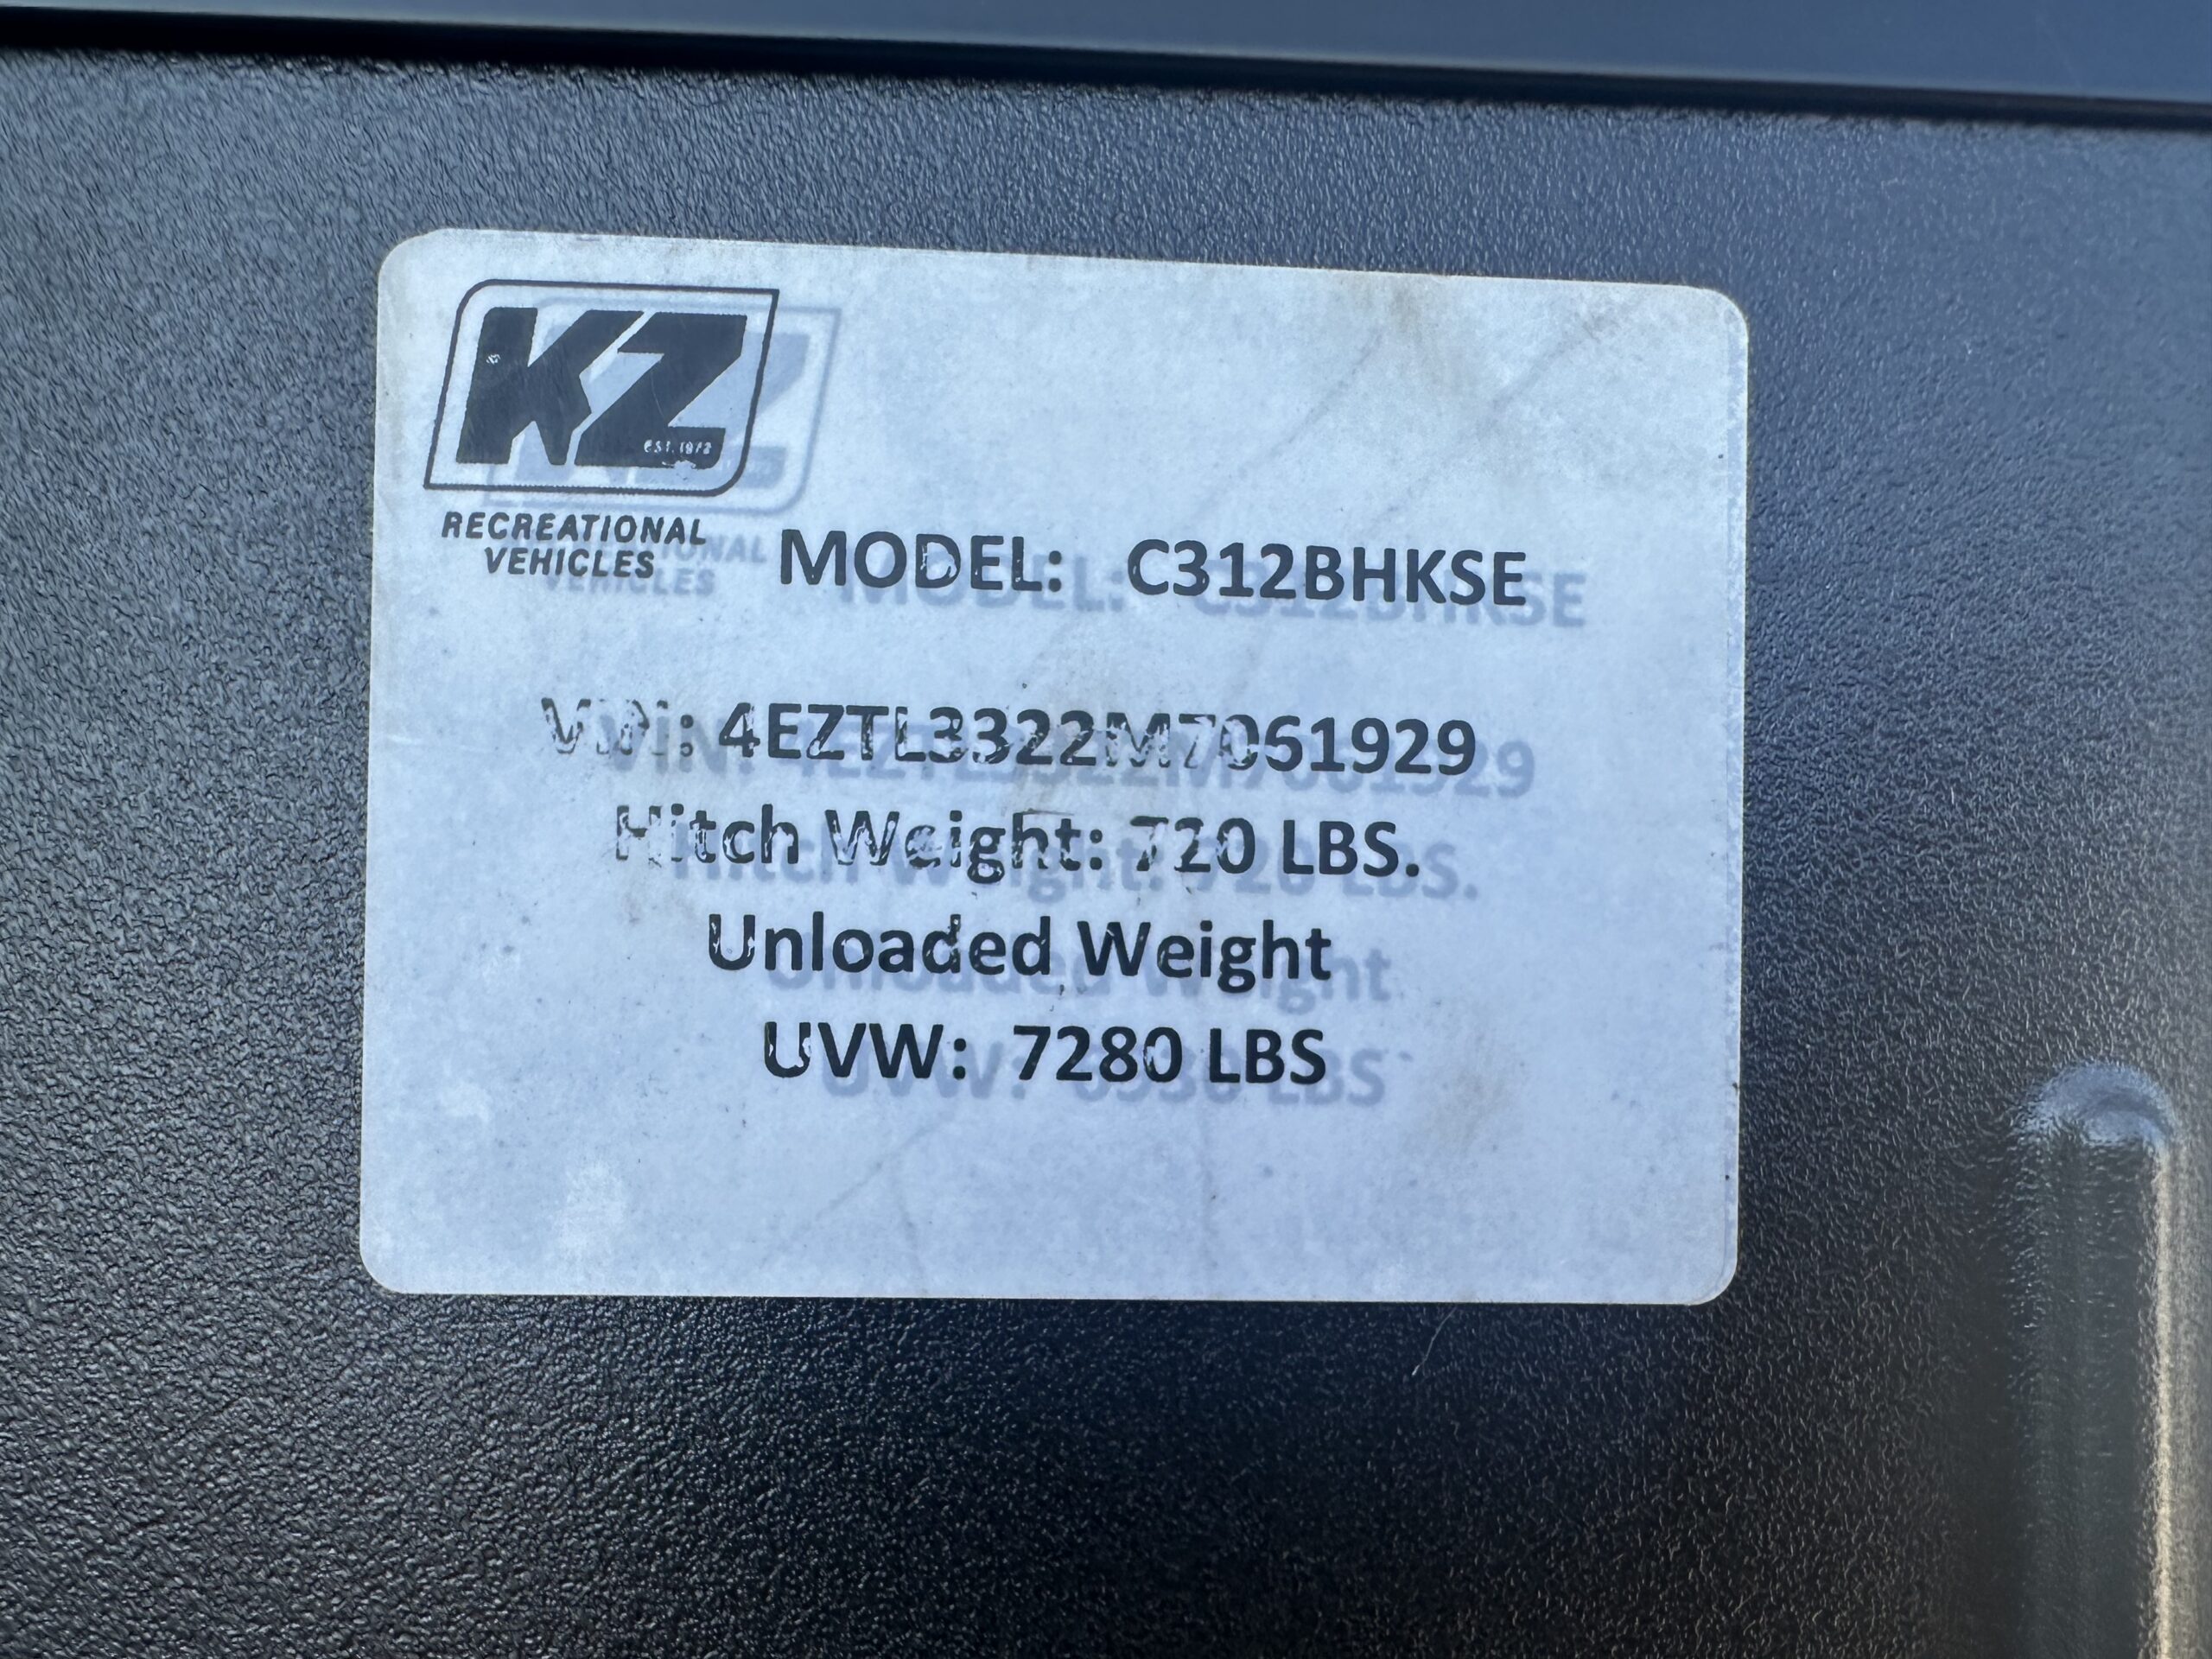 KZ
EST. 1972
RECREATIONAL
VEHICLES
MODEL: C312BHKSE
VIN: 4EZTL3322M7061929
Hitch Weight: 720 LBS.
Unloaded Weight
UVW: 7280 LBS